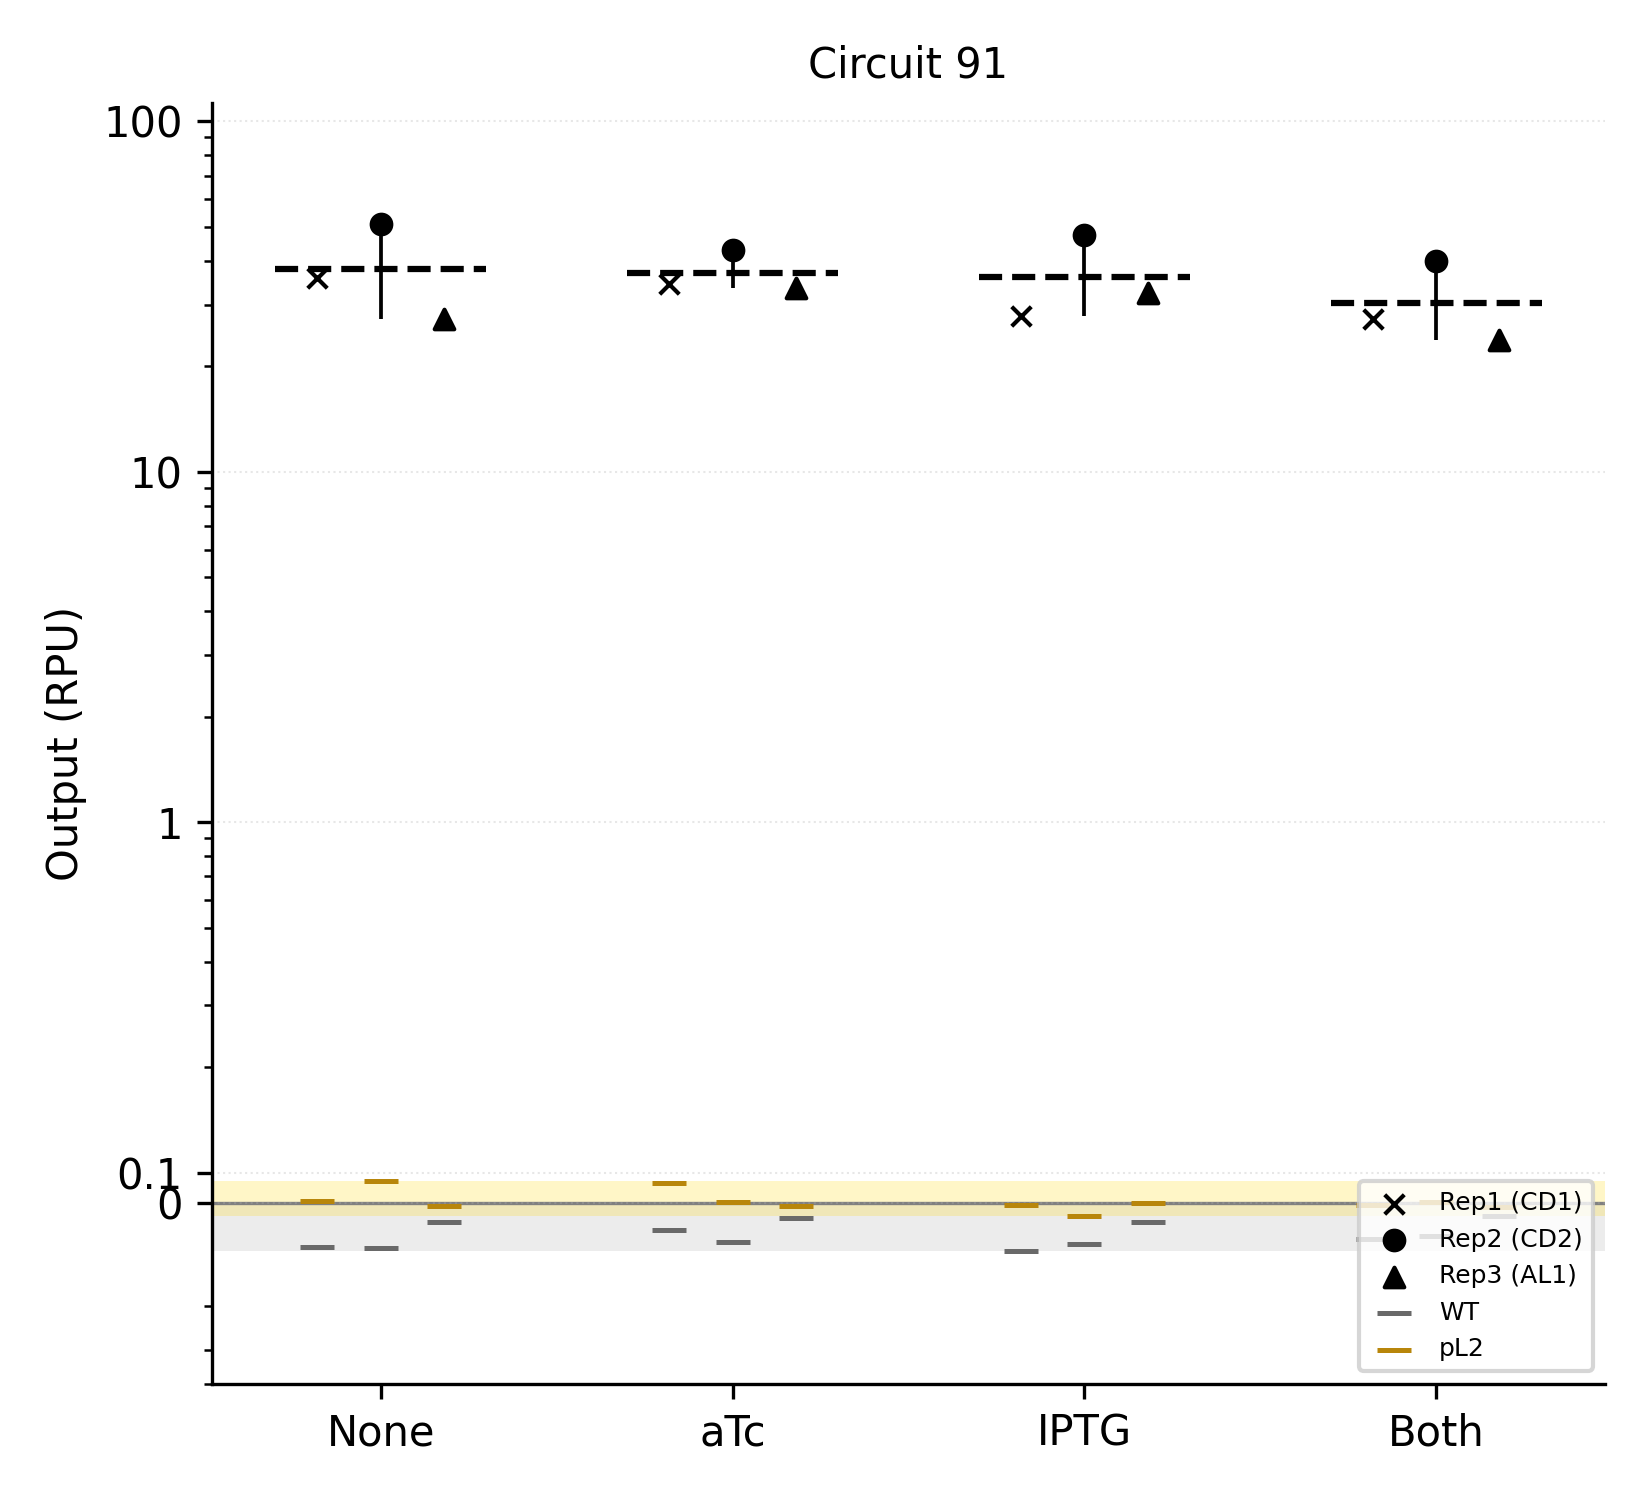 Circuit 91
Output (RPU)
100
10
1
0.1
0
Rep1 (CD1)
Rep2 (CD2)
Rep3 (AL1)
WT
pL2
None
aTc
IPTG
Both